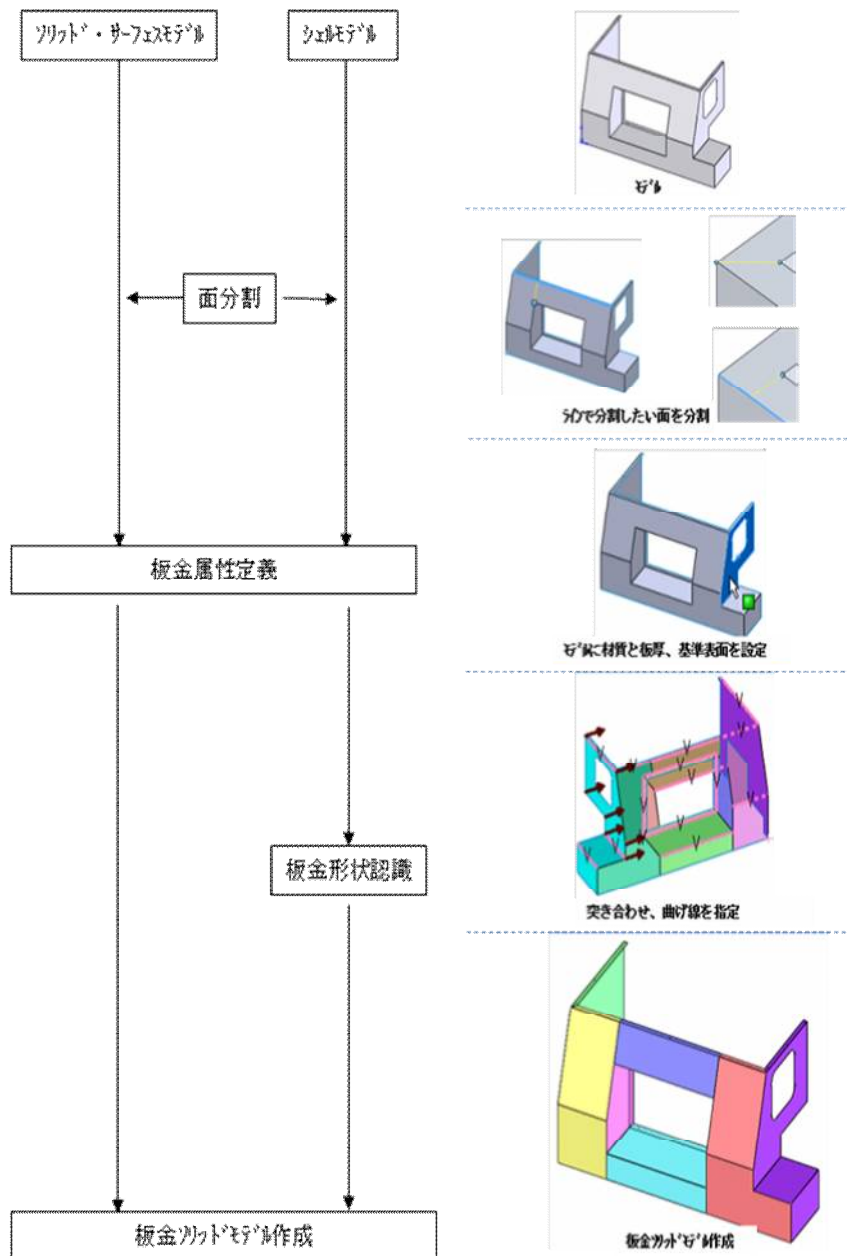 ｿﾘｯﾄﾞ・ｻｰﾌｪｽﾓﾃﾞﾙ
ｼｪﾙﾓﾃﾞﾙ
ﾓﾃﾞﾙ
面分割
ﾗｲﾝで分割したい面を分割
板金属性定義
ﾓﾃﾞﾙに材質と板厚、基準表面を設定
板金形状認識
突き合わせ、曲げ線を指定
板金ｿﾘｯﾄﾞﾓﾃﾞﾙ作成
板金ｿﾘｯﾄﾞﾓﾃﾞﾙ作成